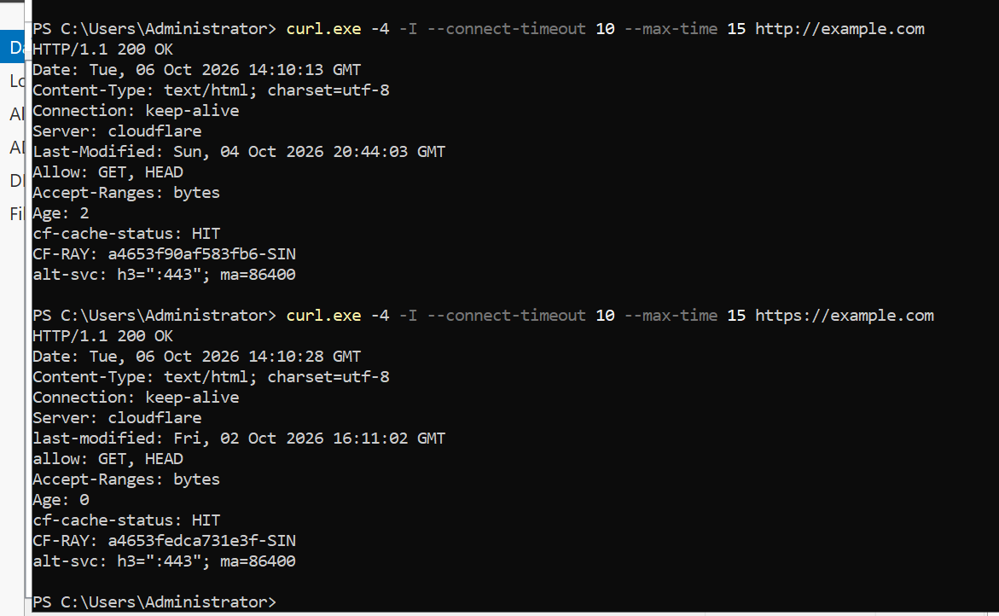 PS C:\Users\Administrator> curl.exe -4 -I --connect-timeout 10 --max-time 15 http://example.com
HTTP/1.1 200 OK
Date: Tue, 06 Oct 2026 14:10:13 GMT
Content-Type: text/html; charset=utf-8
Connection: keep-alive
Server: cloudflare
Last-Modified: Sun, 04 Oct 2026 20:44:03 GMT
Allow: GET, HEAD
Accept-Ranges: bytes
Age: 2
cf-cache-status: HIT
CF-RAY: a4653f90af583fb6-SIN
alt-svc: h3=":443"; ma=86400
PS C:\Users\Administrator> curl.exe -4 -I --connect-timeout 10 --max-time 15 https://example.com
HTTP/1.1 200 OK
Date: Tue, 06 Oct 2026 14:10:28 GMT
Content-Type: text/html; charset=utf-8
Connection: keep-alive
Server: cloudflare
last-modified: Fri, 02 Oct 2026 16:11:02 GMT
allow: GET, HEAD
Accept-Ranges: bytes
Age: 0
cf-cache-status: HIT
CF-RAY: a4653fedca731e3f-SIN
alt-svc: h3=":443"; ma=86400
PS C:\Users\Administrator>